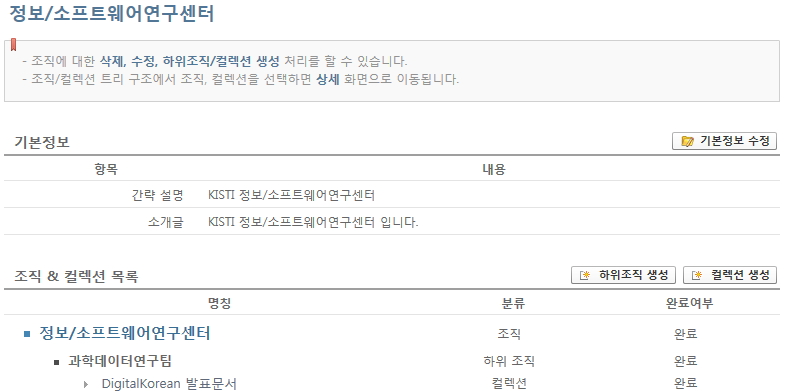 정보/소프트웨어연구센터
- 조직에 대한 삭제, 수정, 하위조직/컬렉션 생성 처리를 할 수 있습니다.
- 조직/컬렉션 트리 구조에서 조직, 컬렉션을 선택하면 상세 화면으로 이동됩니다.
기본정보 기본정보 수정
항목 내용
간략 설명 KISTI 정보/소프트웨어연구센터
소개글 KISTI 정보/소프트웨어연구센터 입니다.
조직 & 컬렉션 목록 하위조직 생성 컬렉션 생성
명칭 분류 완료여부
정보/소프트웨어연구센터 조직 완료
과학데이터연구팀 하위 조직 완료
DigitalKorean 발표문서 컬렉션 완료